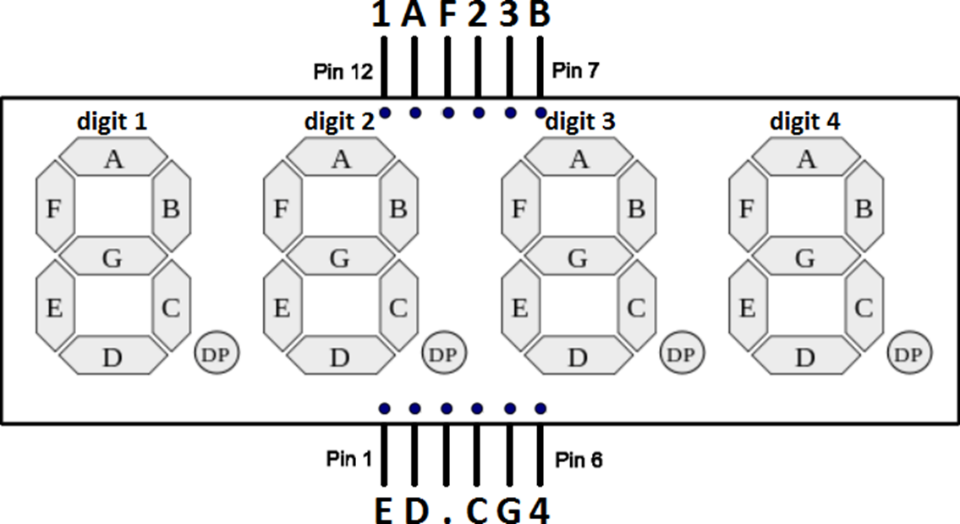 1 A F 2 3 B
Pin 12 Pin 7
digit 1 digit 2 digit 3 digit 4
A A A A
F B F B F B F B
G G G G
E C E C E C E C
D DP D DP D DP D DP
Pin 1 Pin 6
E D . C G 4